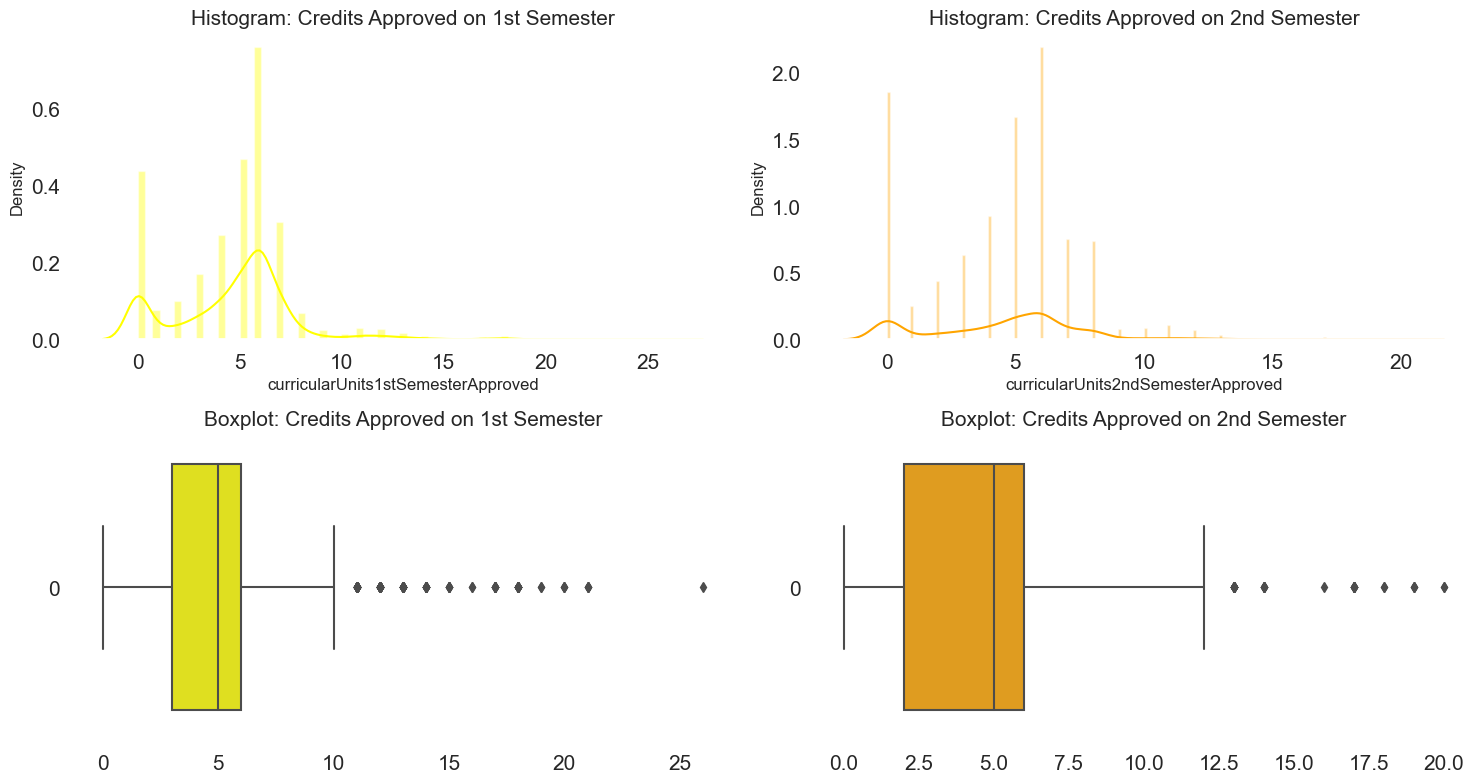 Histogram: Credits Approved on 1st Semester
Density
0.6
0.4
0.2
0.0
0 5 10 15 20 25
curricularUnits1stSemesterApproved
Histogram: Credits Approved on 2nd Semester
Density
2.0
1.5
1.0
0.5
0.0
0 5 10 15 20
curricularUnits2ndSemesterApproved
Boxplot: Credits Approved on 1st Semester
0
0 5 10 15 20 25
Boxplot: Credits Approved on 2nd Semester
0
0.0 2.5 5.0 7.5 10.0 12.5 15.0 17.5 20.0